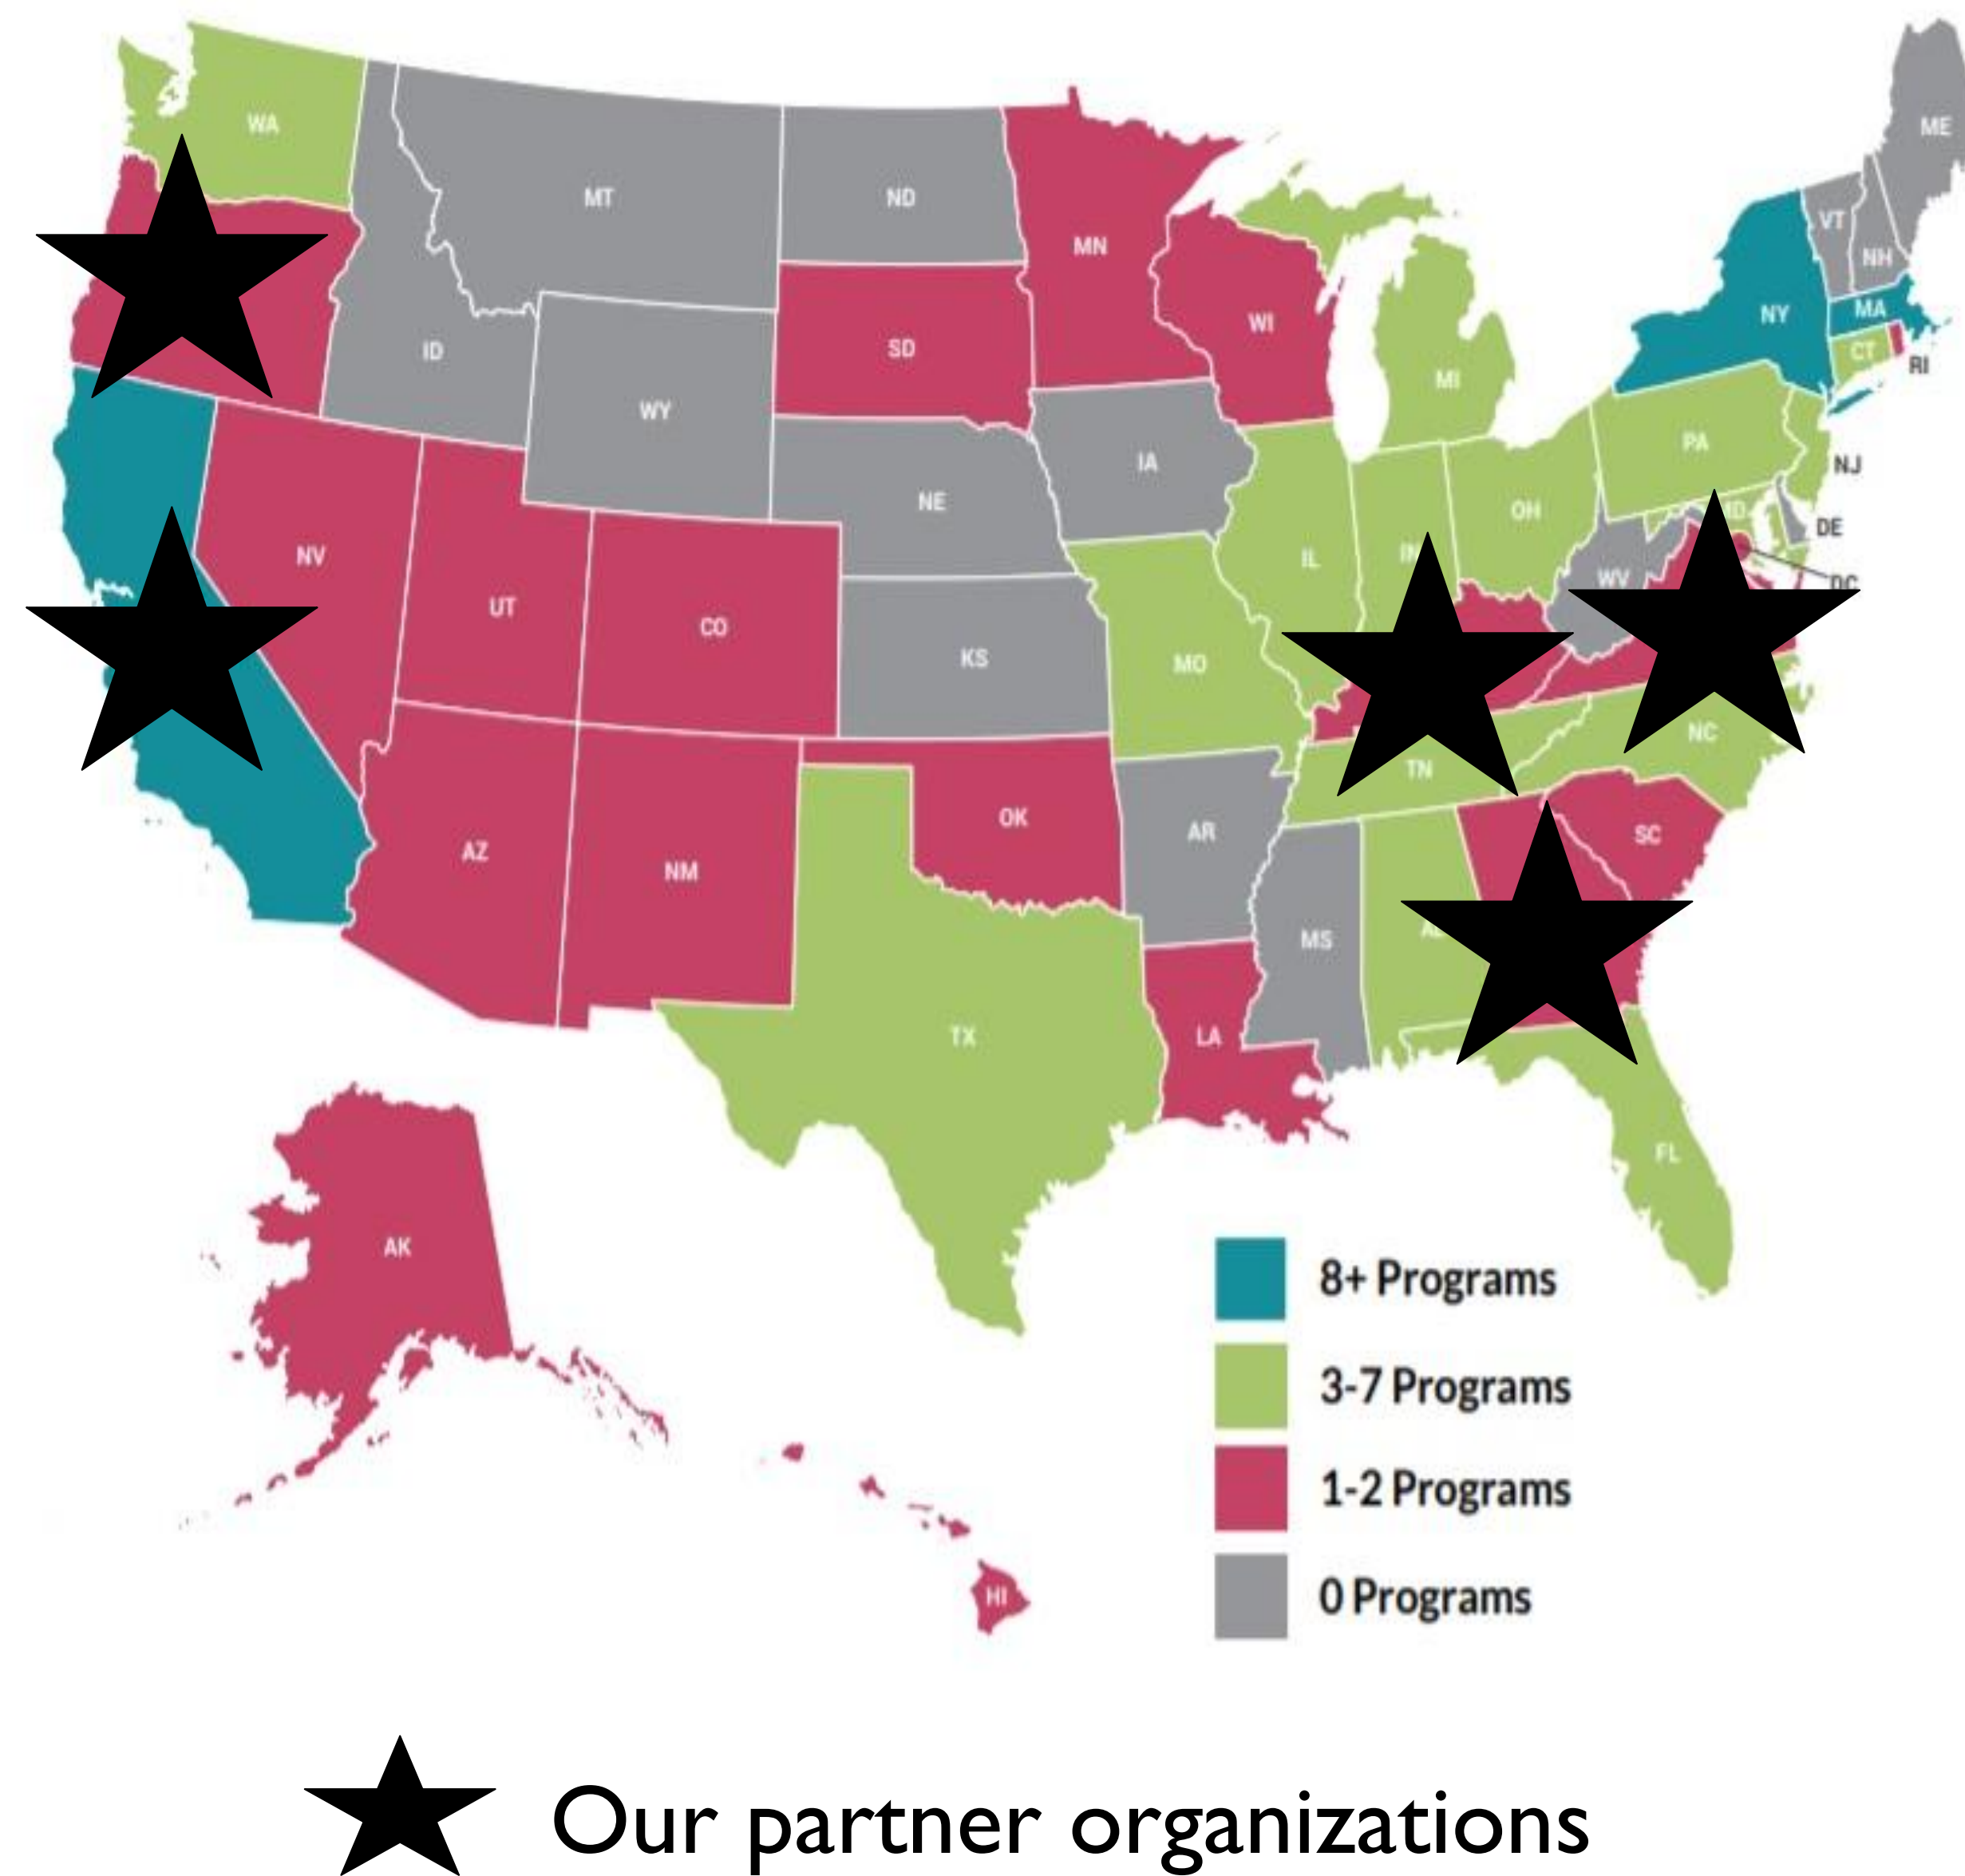 WA
MT
ND
MN
ME
VT
NH
ID
SD
WI
NY
MA
CT
RI
WY
MI
IA
PA
NJ
NE
OH
DE
NV
IL
WV
DC
UT
CO
KS
MO
NC
TN
AZ
NM
OK
AR
SC
MS
TX
LA
FL
AK
HI
8+ Programs
3-7 Programs
1-2 Programs
0 Programs
Our partner organizations